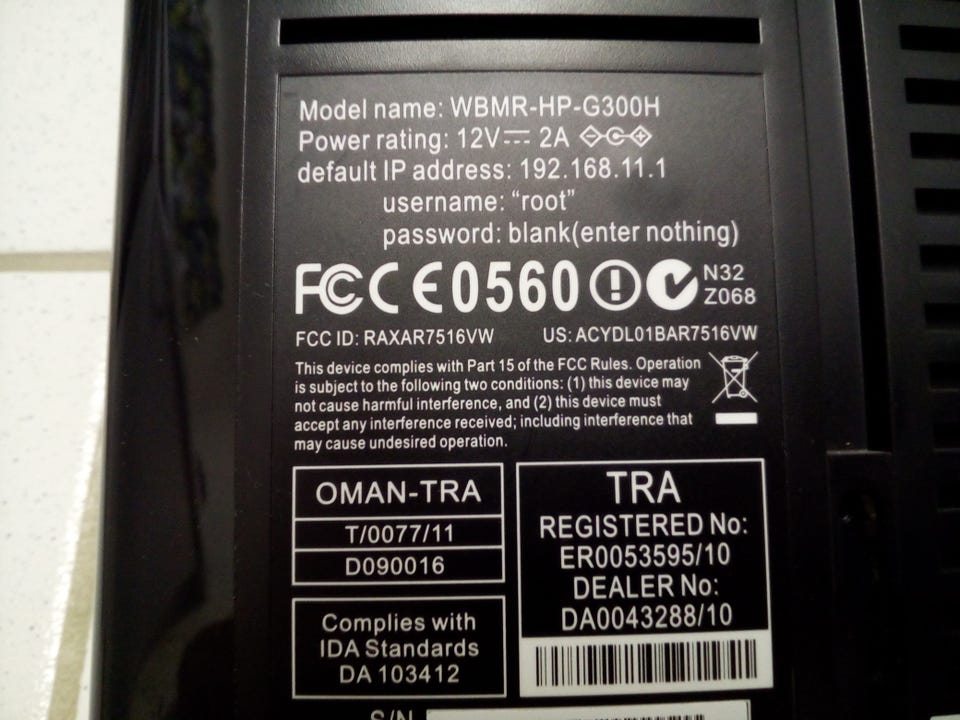 Model name: WBMR-HP-G300H
Power rating: 12V 2A
default IP address: 192.168.11.1
username: “root”
password: blank(enter nothing)
FCC CE0560 N32
Z068
FCC ID: RAXAR7516VW US: ACYDL01BAR7516VW
This device complies with Part 15 of the FCC Rules. Operation
is subject to the following two conditions: (1) this device may
not cause harmful interference, and (2) this device must
accept any interference received; including interference that
may cause undesired operation.
OMAN-TRA
T/0077/11
D090016
Complies with
IDA Standards
DA 103412
TRA
REGISTERED No:
ER0053595/10
DEALER No:
DA0043288/10
S/N